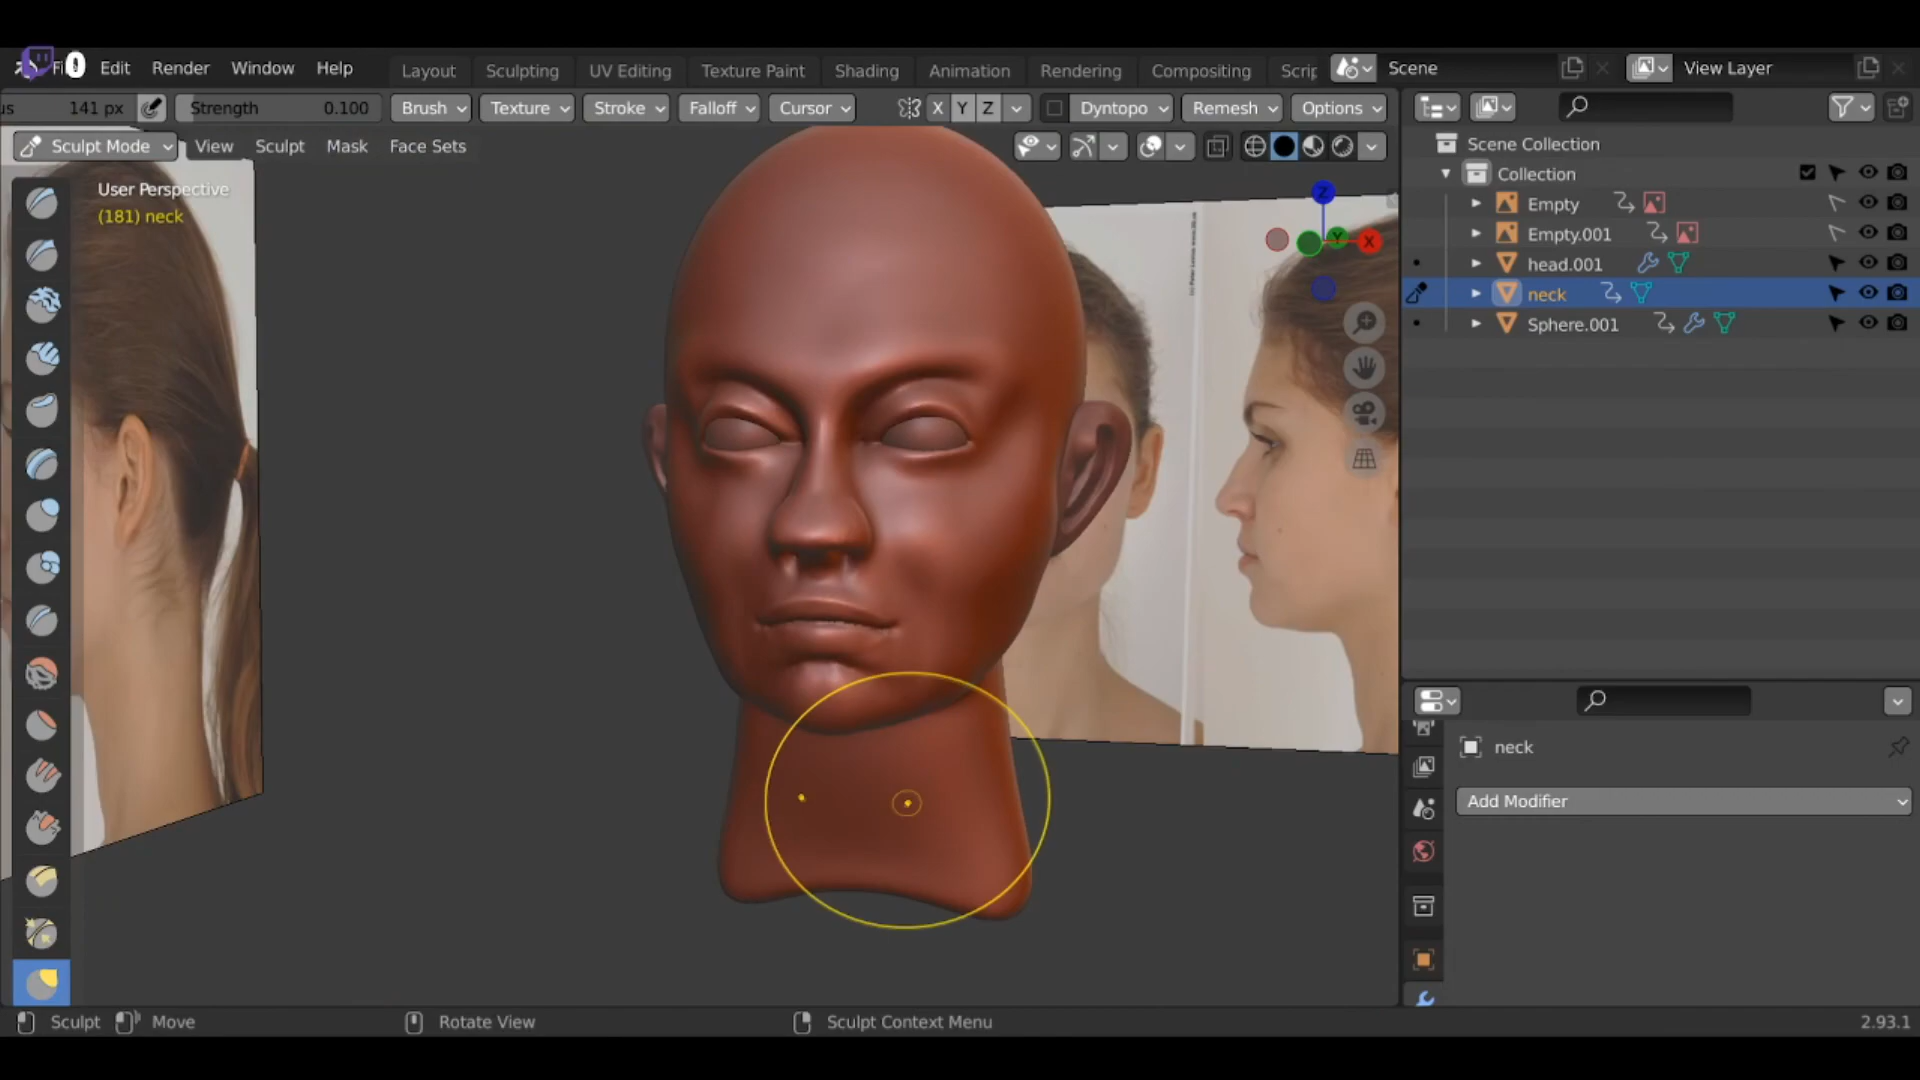 0 Edit Render Window Help Layout Sculpting UV Editing Texture Paint Shading Animation Rendering Compositing Scrip Scene View Layer
us 141 px Strength 0.100 Brush Texture Stroke Falloff Cursor X Y Z Dyntopo Remesh Options
Sculpt Mode View Sculpt Mask Face Sets
User Perspective
(181) neck
Z
Y X
Scene Collection
Collection
Empty
Empty.001
head.001
neck
Sphere.001
neck
Add Modifier
Sculpt Move Rotate View Sculpt Context Menu 2.93.1